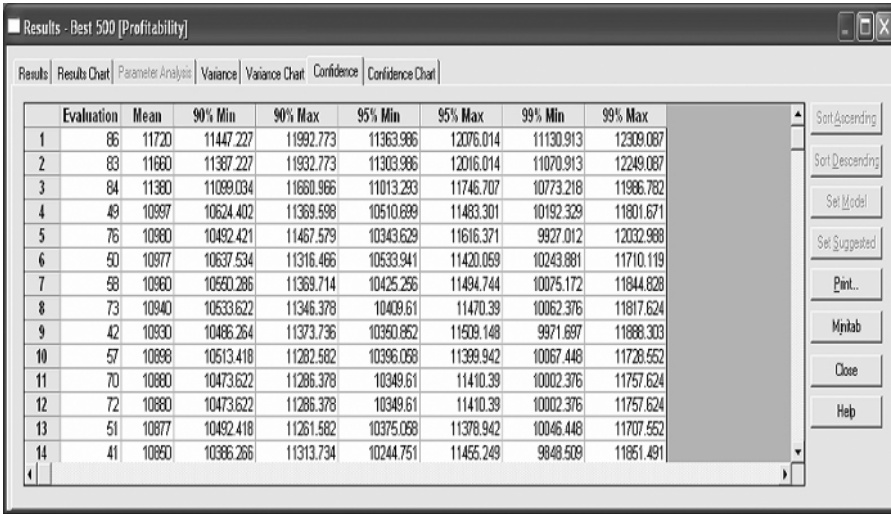 Results - Best 500 [Profitability]
Results Results Chart Parameter Analysis Variance Variance Chart Confidence Confidence Chart
Evaluation Mean 90% Min 90% Max 95% Min 95% Max 99% Min 99% Max
1 86 11720 11447.227 11992.773 11363.986 12076.014 11130.913 12309.087
2 83 11660 11387.227 11932.773 11303.986 12016.014 11070.913 12249.087
3 84 11380 11099.034 11660.966 11013.293 11746.707 10773.218 11986.782
4 49 10997 10624.402 11369.598 10510.699 11483.301 10192.329 11801.671
5 76 10980 10492.421 11467.579 10343.629 11616.371 9927.012 12032.988
6 50 10977 10637.534 11316.466 10533.941 11420.059 10243.881 11710.119
7 58 10960 10550.286 11369.714 10425.256 11494.744 10075.172 11844.828
8 73 10940 10533.622 11346.378 10409.61 11470.39 10062.376 11817.624
9 42 10930 10486.264 11373.736 10350.852 11509.148 9971.697 11888.303
10 57 10898 10513.418 11282.582 10396.058 11399.942 10067.448 11728.552
11 70 10880 10473.622 11286.378 10349.61 11410.39 10002.376 11757.624
12 72 10880 10473.622 11286.378 10349.61 11410.39 10002.376 11757.624
13 51 10877 10492.418 11261.582 10375.058 11378.942 10046.448 11707.552
14 41 10850 10386.266 11313.734 10244.751 11455.249 9848.509 11851.491
Sort Ascending
Sort Descending
Set Model
Set Suggested
Print...
Minitab
Close
Help